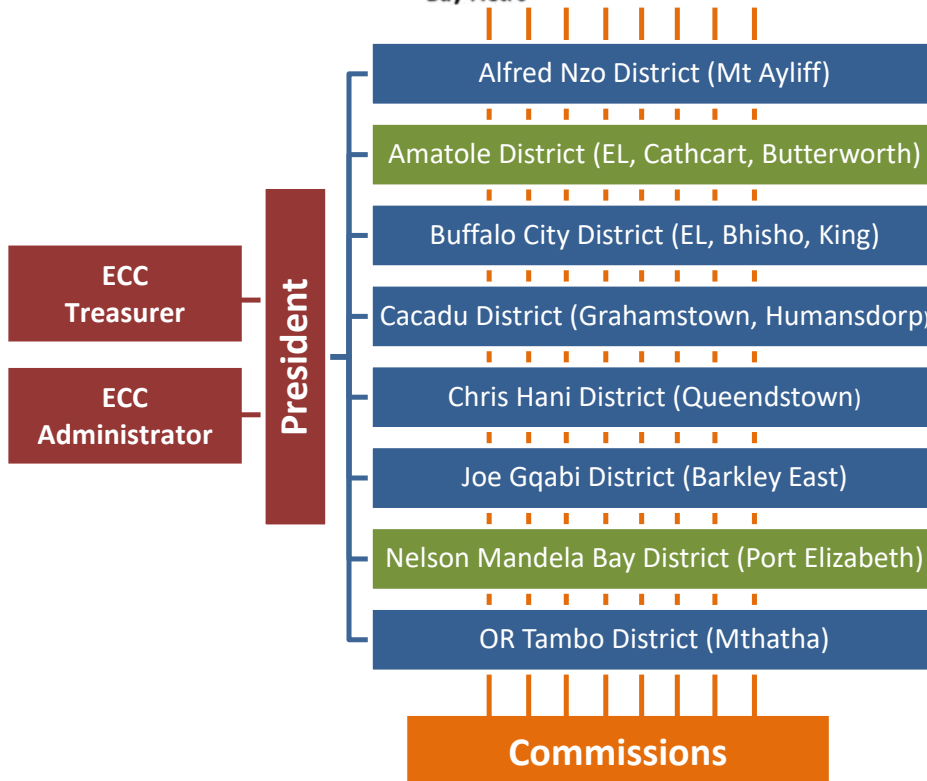 Alfred Nzo District (Mt Ayliff)
Amatole District (EL, Cathcart, Butterworth)
Buffalo City District (EL, Bhisho, King)
Cacadu District (Grahamstown, Humansdorp)
Chris Hani District (Queendstown)
Joe Gqabi District (Barkley East)
Nelson Mandela Bay District (Port Elizabeth)
OR Tambo District (Mthatha)
President
ECC
Treasurer
ECC
Administrator
Commissions